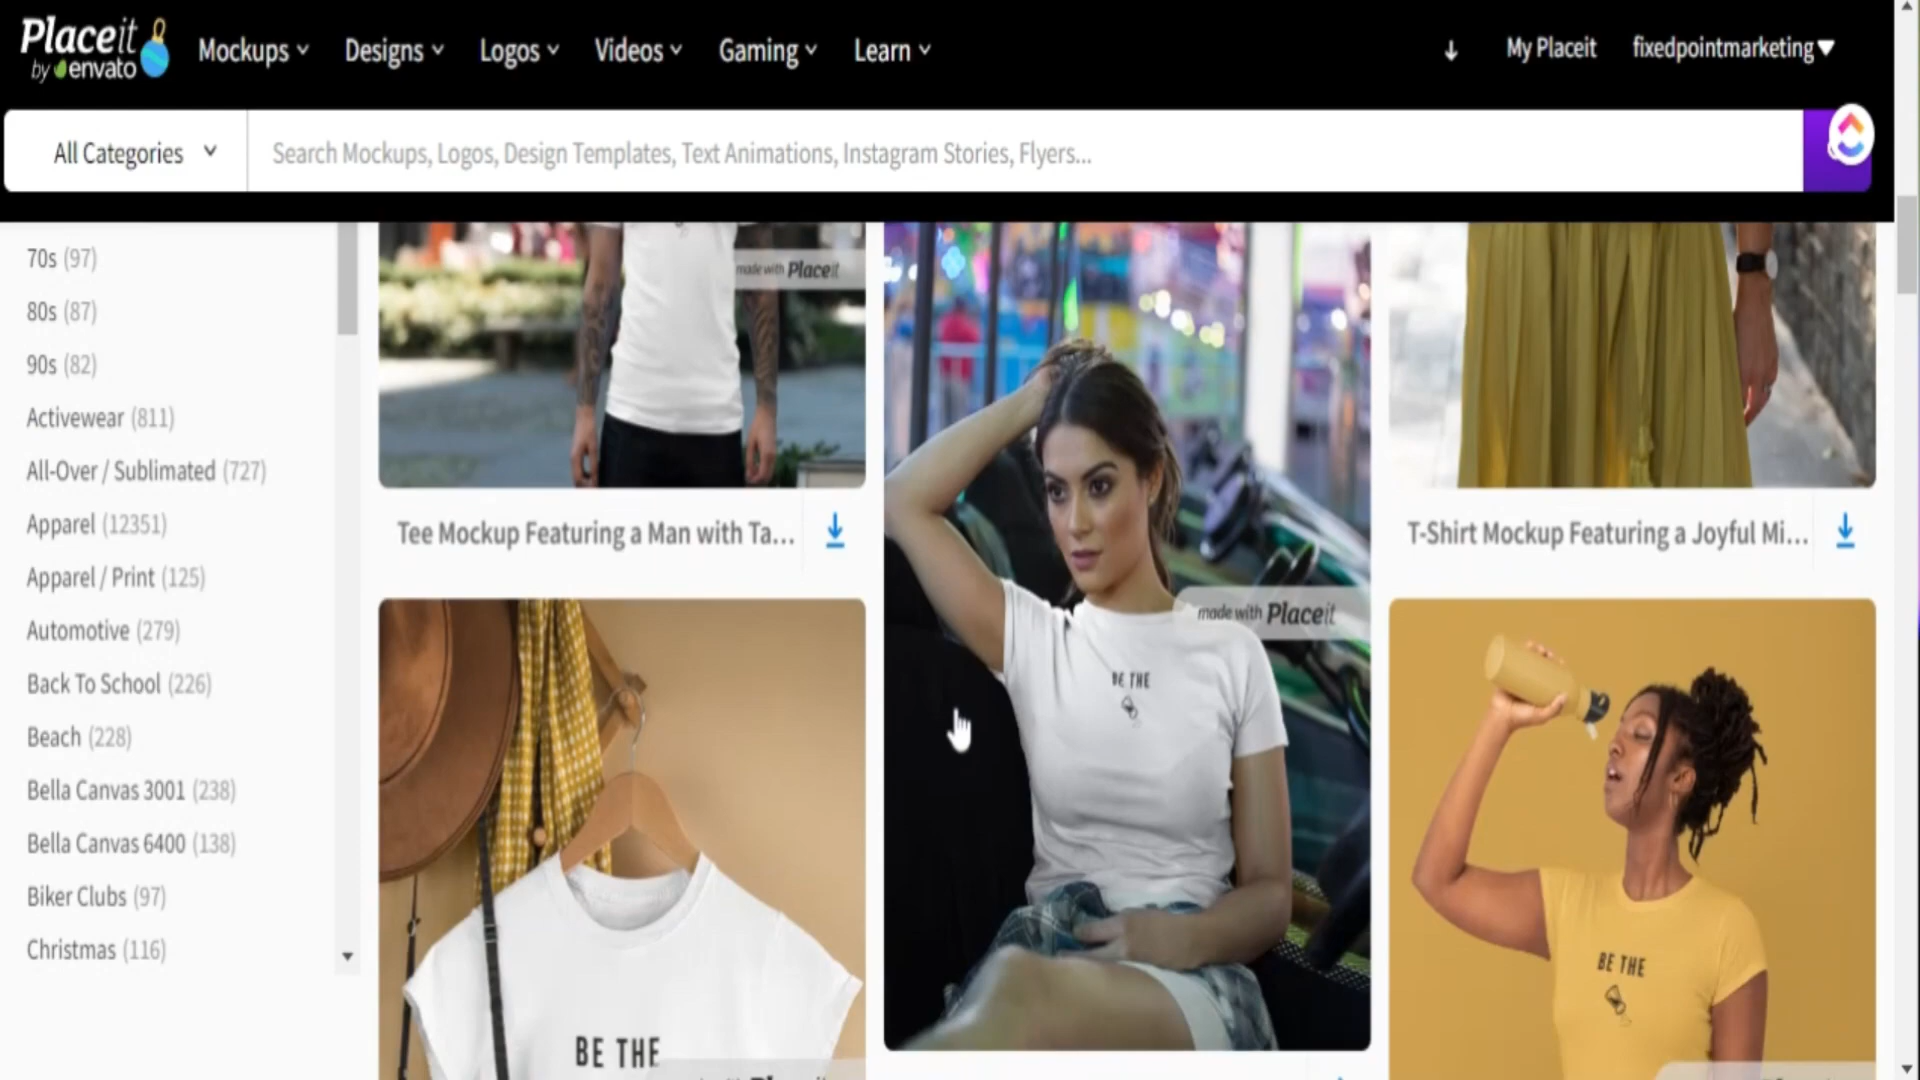 Placeit
by envato
Mockups
Designs
Logos
Videos
Gaming
Learn
My Placeit
fixedpointmarketing
All Categories
Search Mockups, Logos, Design Templates, Text Animations, Instagram Stories, Flyers...
70s (97)
80s (87)
90s (82)
Activewear (811)
All-Over / Sublimated (727)
Apparel (12351)
Apparel / Print (125)
Automotive (279)
Back To School (226)
Beach (228)
Bella Canvas 3001 (238)
Bella Canvas 6400 (138)
Biker Clubs (97)
Christmas (116)
made with Placeit
Tee Mockup Featuring a Man with Ta...
BE THE
made with Placeit
BE THE
T-Shirt Mockup Featuring a Joyful Mi...
BE THE